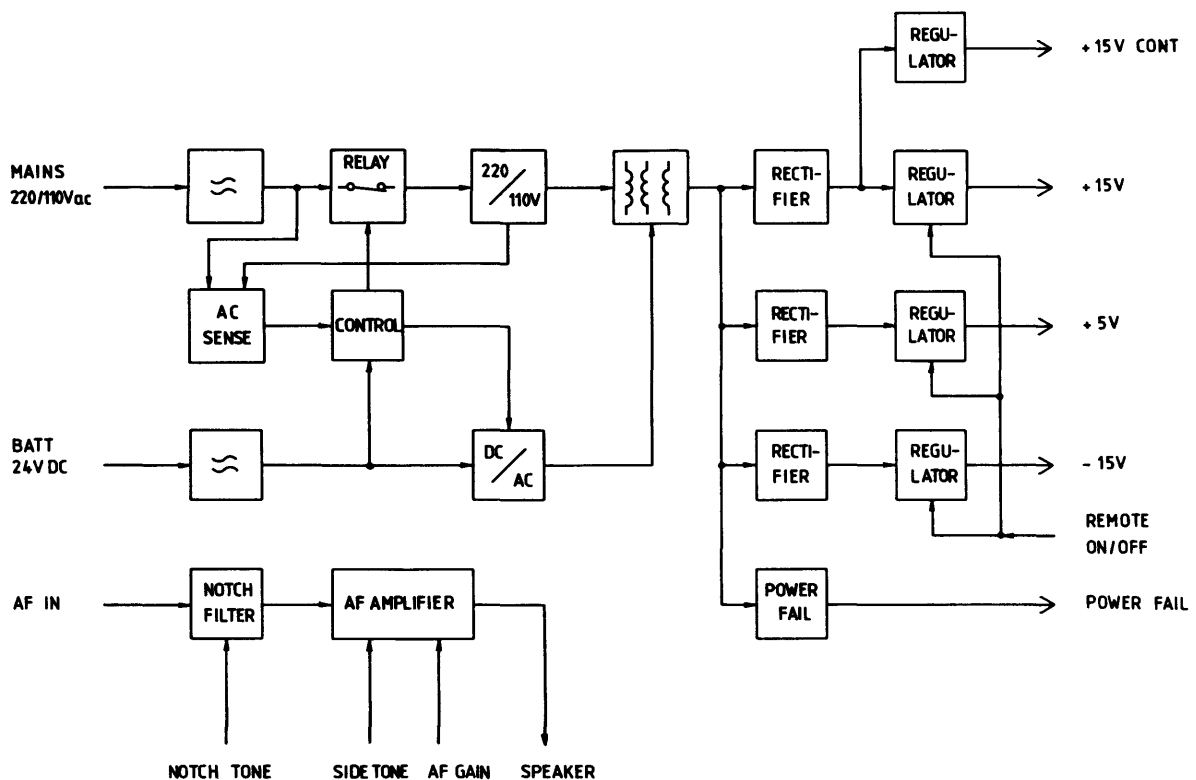 REGU-
LATOR
+15V CONT
MAINS
220/110Vac
RELAY
220
110V
RECTI-
FIER
REGU-
LATOR
+15V
AC
SENSE
CONTROL
RECTI-
FIER
REGU-
LATOR
+5V
BATT
24V DC
DC
AC
RECTI-
FIER
REGU-
LATOR
-15V
REMOTE
ON/OFF
AF IN
NOTCH
FILTER
AF AMPLIFIER
POWER
FAIL
POWER FAIL
NOTCH TONE
SIDE TONE
AF GAIN
SPEAKER